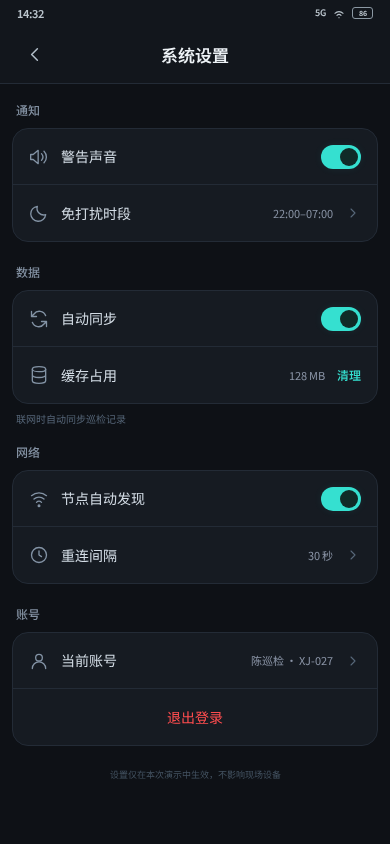 14:32
5G
86
系统设置
通知
警告声音
免打扰时段
22:00–07:00
数据
自动同步
缓存占用
128 MB
清理
联网时自动同步巡检记录
网络
节点自动发现
重连间隔
30 秒
账号
当前账号
陈巡检 · XJ-027
退出登录
设置仅在本次演示中生效，不影响现场设备